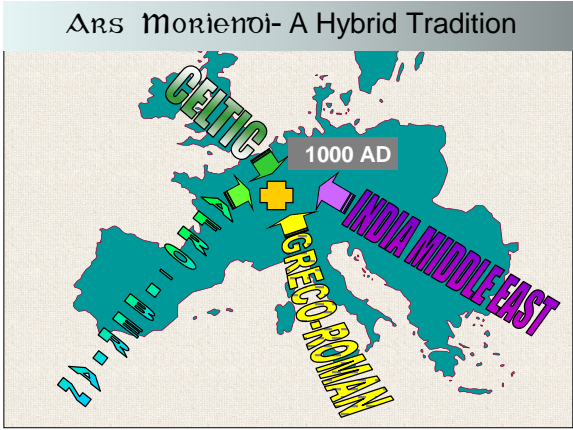 Ars Moriendi- A Hybrid Tradition
CELTIC
1000 AD
INDIA MIDDLE EAST
GRECO-ROMAN